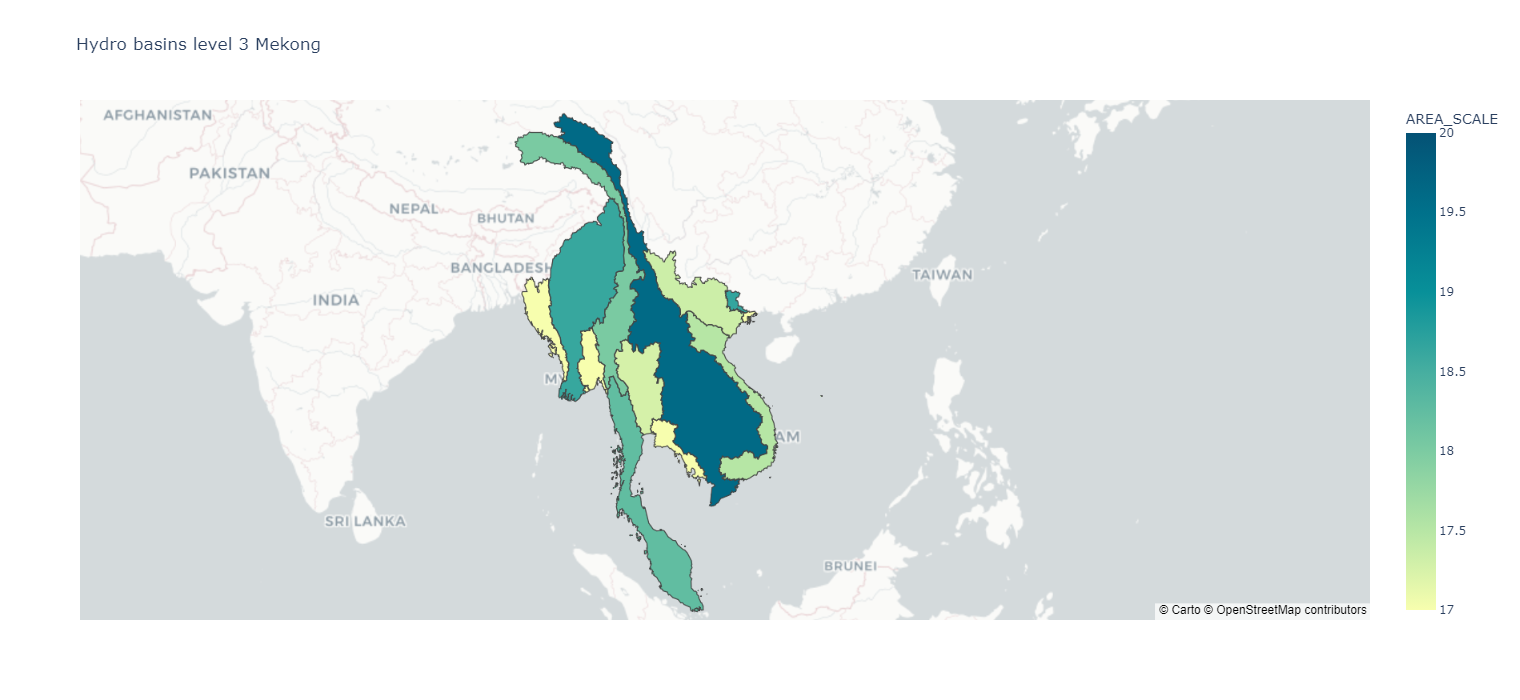 Hydro basins level 3 Mekong
AFGHANISTAN
PAKISTAN
NEPAL
BHUTAN
BANGLADESH
INDIA
TAIWAN
MY
AM
SRI LANKA
BRUNEI
© Carto © OpenStreetMap contributors
AREA_SCALE
20
19.5
19
18.5
18
17.5
17